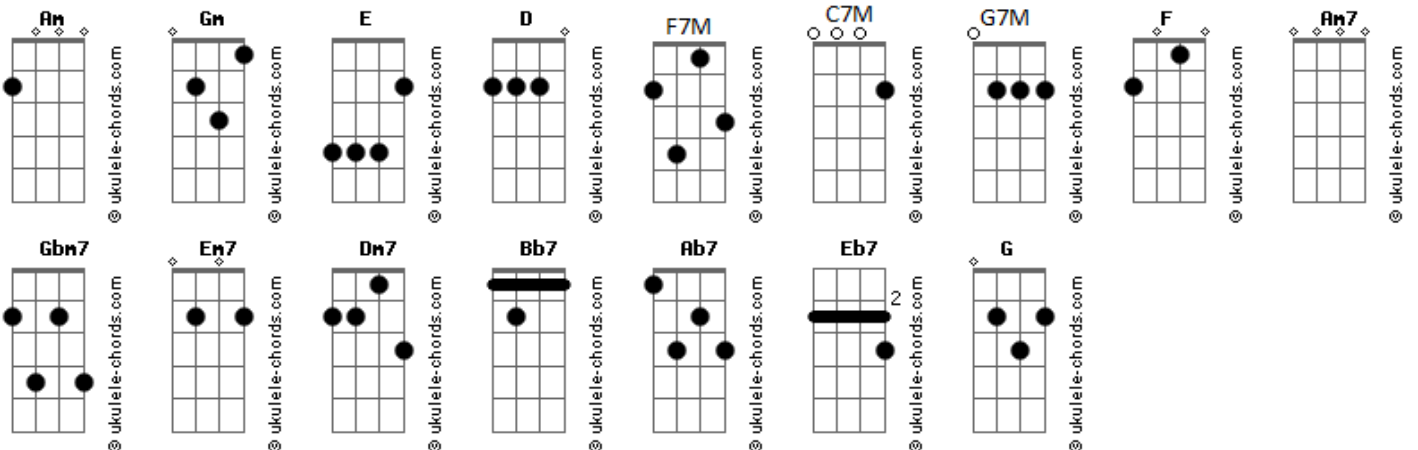 Am Gm E D F7M C7M G7M F Am7
© ukulele-chords.com © ukulele-chords.com © ukulele-chords.com © ukulele-chords.com © ukulele-chords.com © ukulele-chords.com © ukulele-chords.com © ukulele-chords.com © ukulele-chords.com
Gbm7 Em7 Dm7 Bb7 Ab7 Eb7 G
2
© ukulele-chords.com © ukulele-chords.com © ukulele-chords.com © ukulele-chords.com © ukulele-chords.com © ukulele-chords.com © ukulele-chords.com